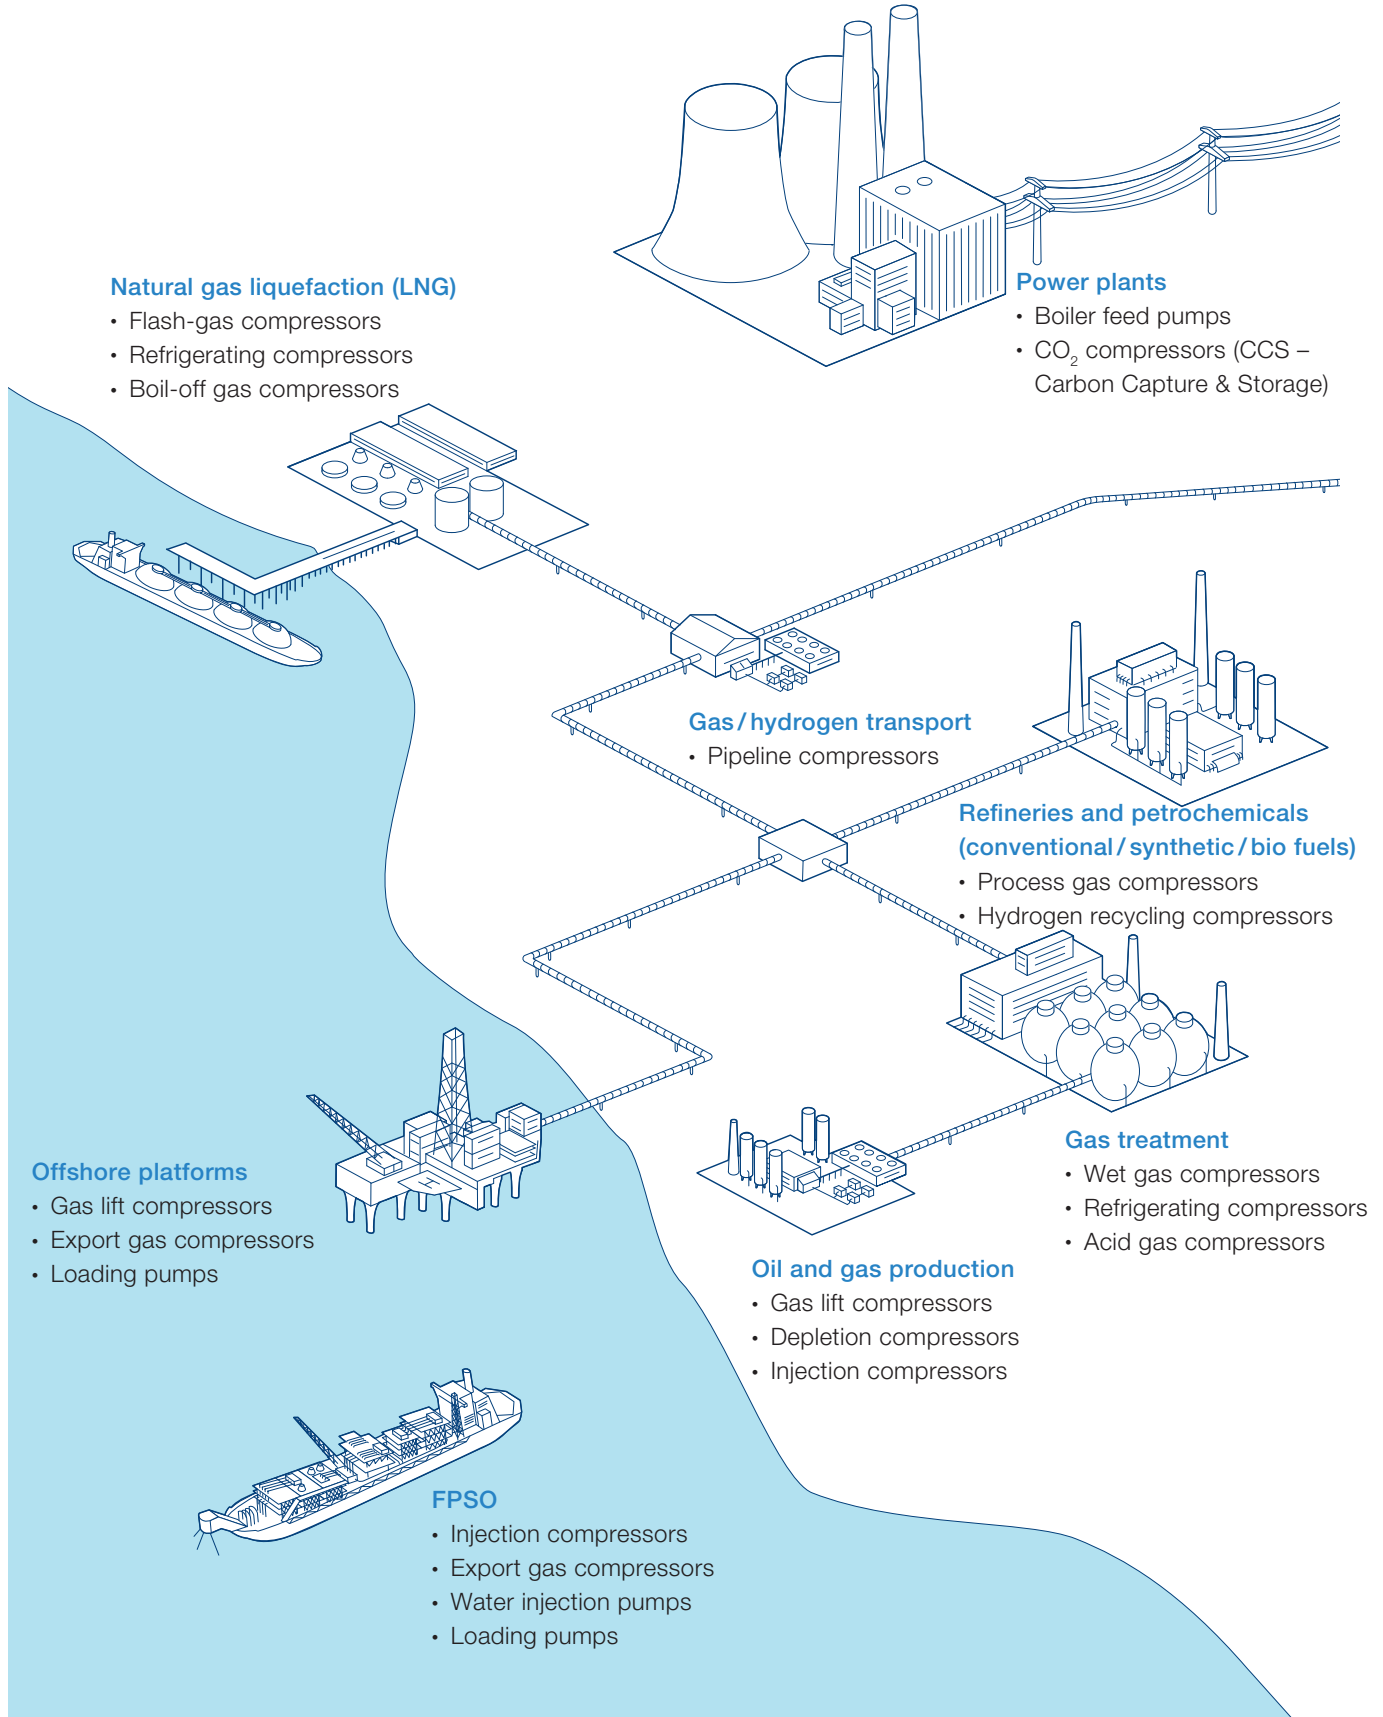 Natural gas liquefaction (LNG)
• Flash-gas compressors
• Refrigerating compressors
• Boil-off gas compressors
Power plants
• Boiler feed pumps
• CO₂ compressors (CCS –
Carbon Capture & Storage)
Gas / hydrogen transport
• Pipeline compressors
Refineries and petrochemicals
(conventional / synthetic / bio fuels)
• Process gas compressors
• Hydrogen recycling compressors
Gas treatment
• Wet gas compressors
• Refrigerating compressors
• Acid gas compressors
Offshore platforms
• Gas lift compressors
• Export gas compressors
• Loading pumps
H
Oil and gas production
• Gas lift compressors
• Depletion compressors
• Injection compressors
FPSO
• Injection compressors
• Export gas compressors
• Water injection pumps
• Loading pumps